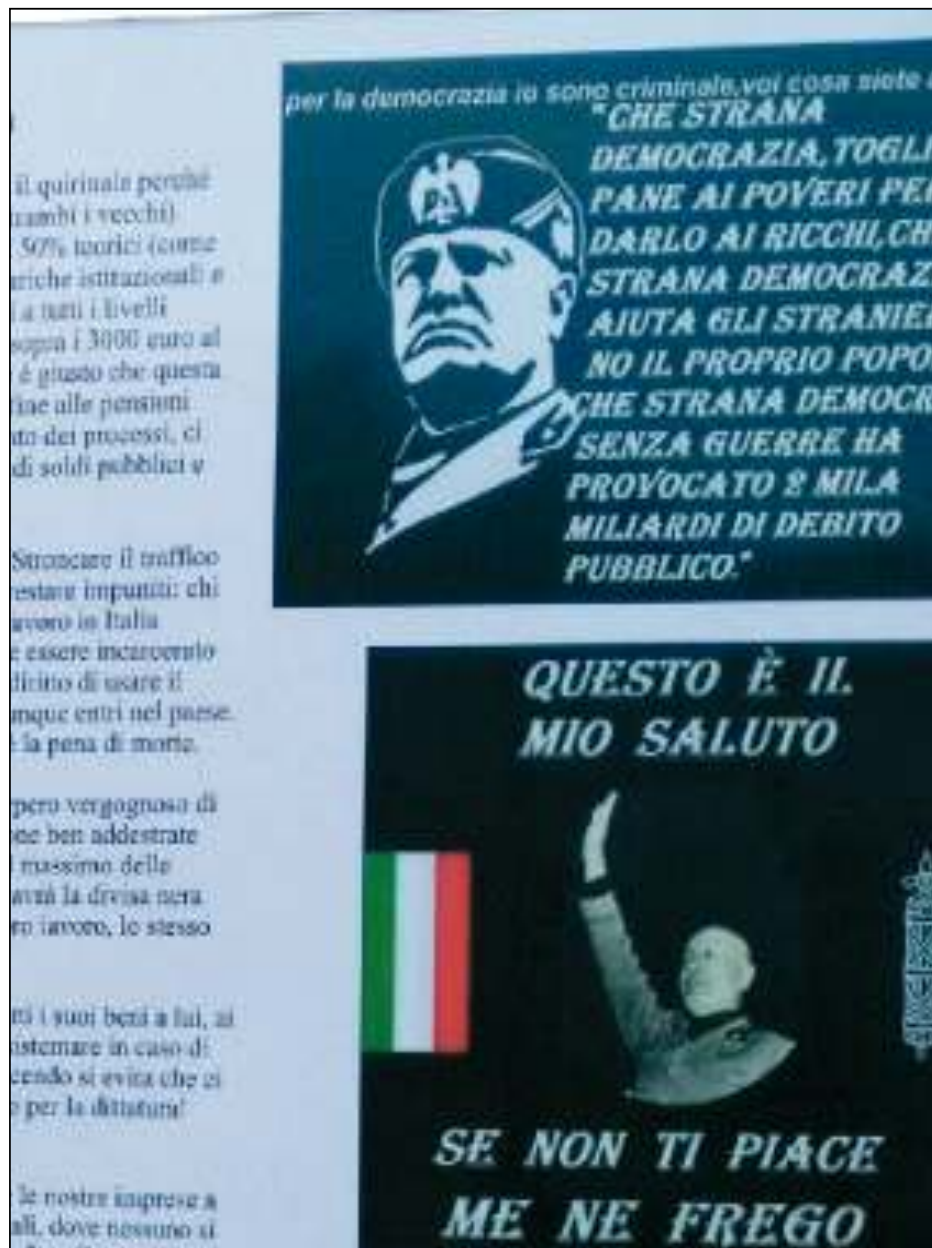 il quirinale perché
i vecchi)
50% teorici (come
istituzionali e
i a tutti i livelli
sopra i 3000 euro al
è giusto che questa
fine alle pensioni
dei processi, ci
di soldi pubblici e
Stroncare il traffico
restare impuniti: chi
lavoro in Italia
essere incarcerato
diritto di usare il
entri nel paese.
la pena di morte.
vergognoso di
ben addestrate
massimo delle
avrà la divisa nera
lavoro, lo stesso
i suoi beni a lui, ai
in caso di
si evita che ci
per la dittatura!
le nostre imprese a
dove nessuno si
per la democrazia io sono criminale,voi cosa siete
"CHE STRANA
DEMOCRAZIA,TOGLI
PANE AI POVERI PER
DARLO AI RICCHI,CH
STRANA DEMOCRAZ
AIUTA GLI STRANIE
NO IL PROPRIO POPO
CHE STRANA DEMOCR
SENZA GUERRE HA
PROVOCATO 2 MILA
MILIARDI DI DEBITO
PUBBLICO."
QUESTO È IL
MIO SALUTO
SE NON TI PIACE
ME NE FREGO